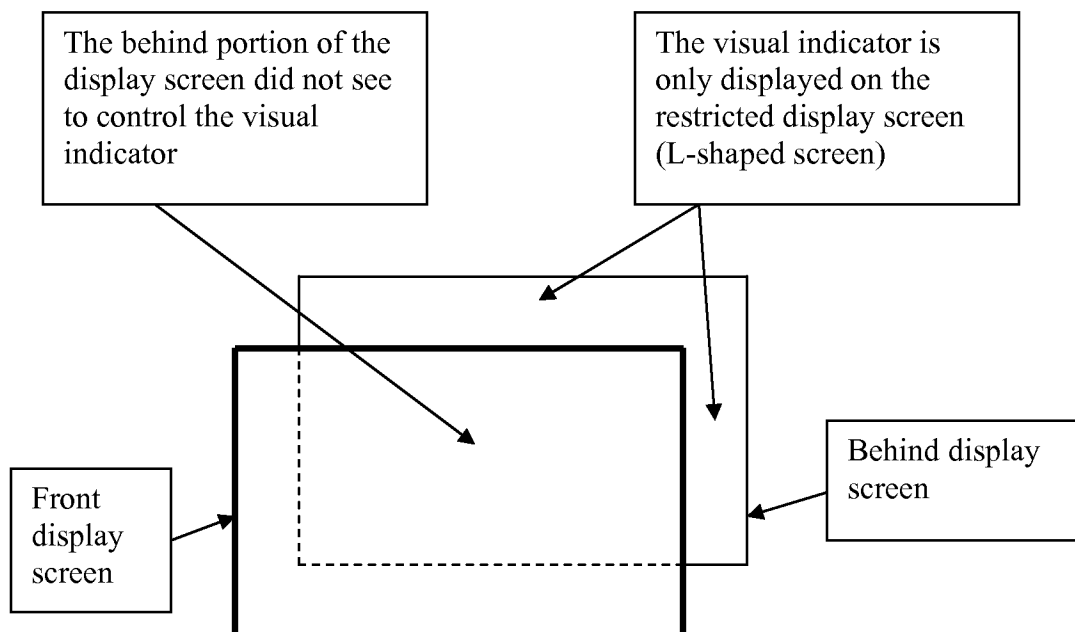 The behind portion of the
display screen did not see
to control the visual
indicator
The visual indicator is
only displayed on the
restricted display screen
(L-shaped screen)
Front
display
screen
Behind display
screen